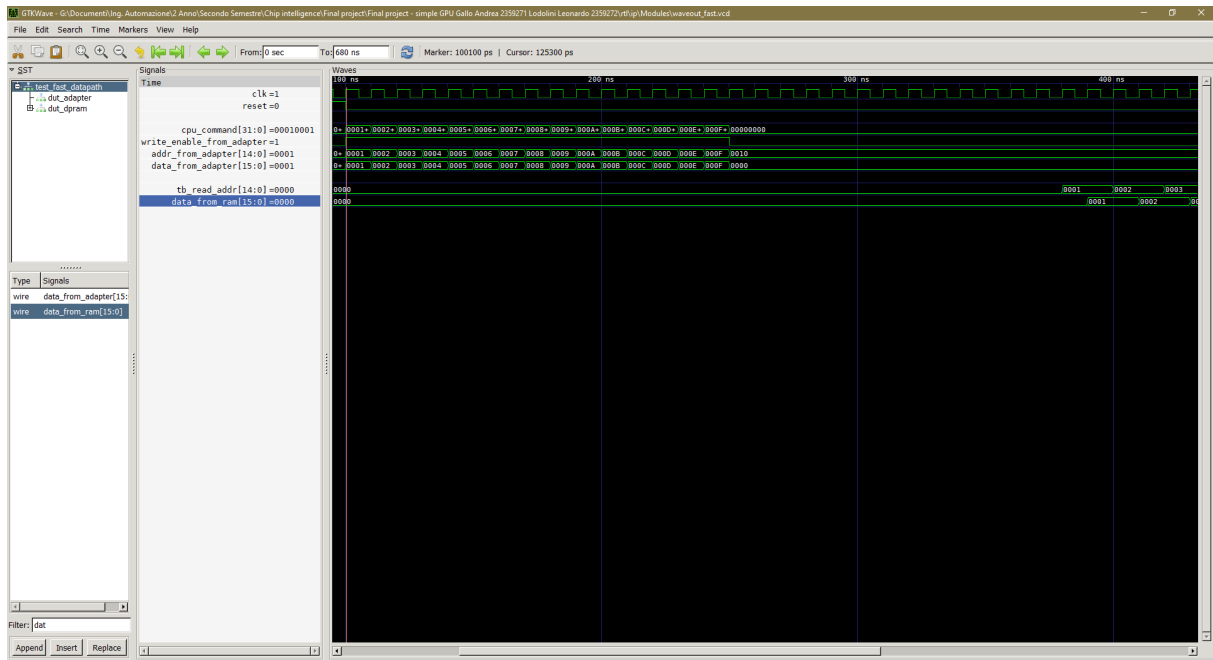 GTKWave - G:\Documenti\Ing. Automazione\2 Anno\Secondo Semestre\Chip intelligence\Final project\Final project - simple GPU Gallo Andrea 2359271 Lodolini Leonardo 2359272\rtl\ip\Modules\waveout_fast.vcd
File Edit Search Time Markers View Help
From: 0 sec To: 680 ns Marker: 100100 ps | Cursor: 125300 ps
SST
test_fast_datapath
dut_adapter
dut_dpram
Type Signals
wire data_from_adapter[15:
wire data_from_ram[15:0]
Filter: dat
Append Insert Replace
Signals
Time
clk =1
reset =0
cpu_command[31:0] =00010001
write_enable_from_adapter =1
addr_from_adapter[14:0] =0001
data_from_adapter[15:0] =0001
tb_read_addr[14:0] =0000
data_from_ram[15:0] =0000
Waves
100 ns 200 ns 300 ns 400 ns
0+ 0001+ 0002+ 0003+ 0004+ 0005+ 0006+ 0007+ 0008+ 0009+ 000A+ 000B+ 000C+ 000D+ 000E+ 000F+ 00000000
0+ 0001 0002 0003 0004 0005 0006 0007 0008 0009 000A 000B 000C 000D 000E 000F 0010
0+ 0001 0002 0003 0004 0005 0006 0007 0008 0009 000A 000B 000C 000D 000E 000F 0000
0000 0001 0002 0003
0000 0001 0002 00